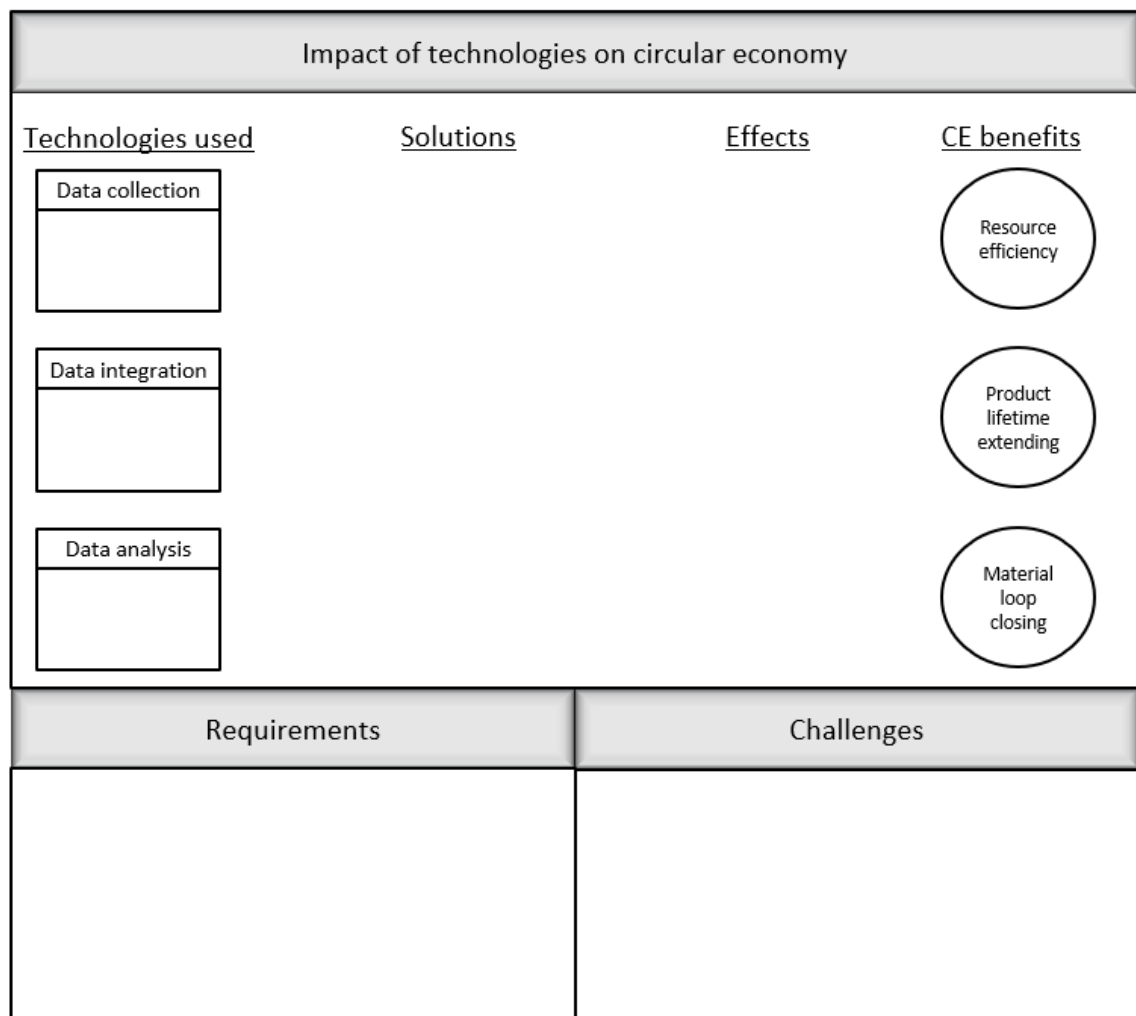 Impact of technologies on circular economy
Technologies used
Solutions
Effects
CE benefits
Data collection
Resource
efficiency
Data integration
Product
lifetime
extending
Data analysis
Material
loop
closing
Requirements
Challenges